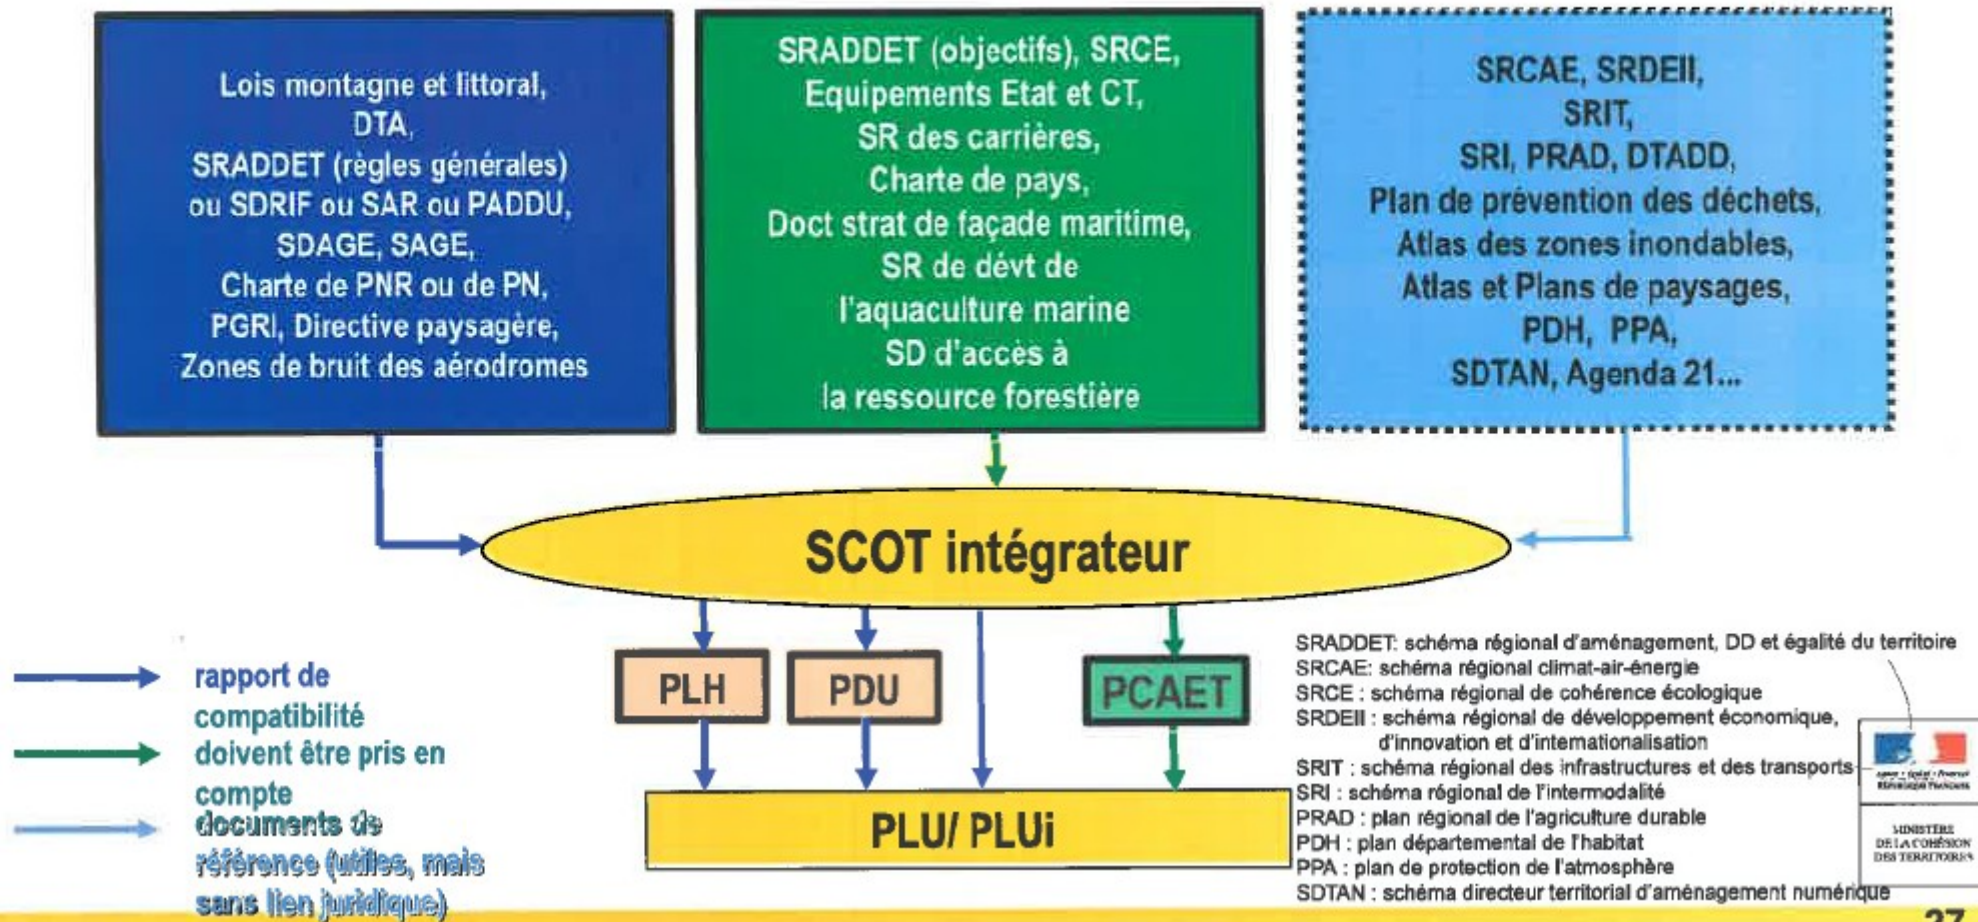 Lois montagne et littoral,
DTA,
SRADDET (règles générales)
ou SDRIF ou SAR ou PADDU,
SDAGE, SAGE,
Charte de PNR ou de PN,
PGRI, Directive paysagère,
Zones de bruit des aérodromes
SRADDET (objectifs), SRCE,
Equipements Etat et CT,
SR des carrières,
Charte de pays,
Doct strat de façade maritime,
SR de dévt de
l'aquaculture marine
SD d'accès à
la ressource forestière
SRCAE, SRDEII,
SRIT,
SRI, PRAD, DTADD,
Plan de prévention des déchets,
Atlas des zones inondables,
Atlas et Plans de paysages,
PDH, PPA,
SDTAN, Agenda 21...
SCOT intégrateur
PLH
PDU
PCAET
PLU/ PLUi
rapport de
compatibilité
doivent être pris en
compte
documents de
référence (utiles, mais
sans lien juridique)
SRADDET: schéma régional d'aménagement, DD et égalité du territoire
SRCAE: schéma régional climat-air-énergie
SRCE : schéma régional de cohérence écologique
SRDEII : schéma régional de développement économique,
d'innovation et d'internationalisation
SRIT : schéma régional des infrastructures et des transports
SRI : schéma régional de l'intermodalité
PRAD : plan régional de l'agriculture durable
PDH : plan départemental de l'habitat
PPA : plan de protection de l'atmosphère
SDTAN : schéma directeur territorial d'aménagement numérique
RÉPUBLIQUE FRANÇAISE
MINISTÈRE
DE LA COHÉSION
DES TERRITOIRES
37